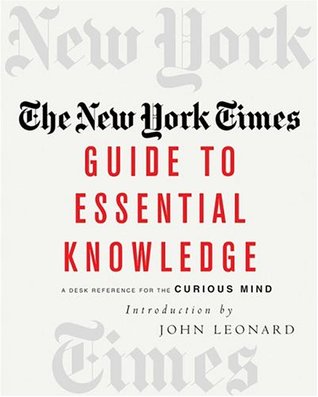 New York
The New York Times
GUIDE TO
ESSENTIAL
KNOWLEDGE
A DESK REFERENCE FOR THE CURIOUS MIND
Introduction by
JOHN LEONARD
Times